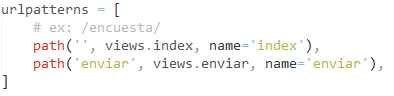 urlpatterns = [
    # ex: /encuesta/
    path('', views.index, name='index'),
    path('enviar', views.enviar, name='enviar'),
]